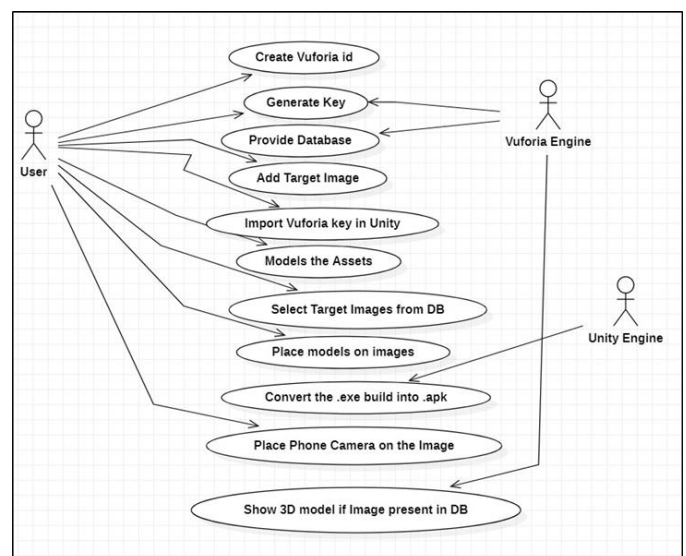 Create Vuforia id
Generate Key
Provide Database
Vuforia Engine
User
Add Target Image
Import Vuforia key in Unity
Models the Assets
Select Target Images from DB
Unity Engine
Place models on images
Convert the .exe build into .apk
Place Phone Camera on the Image
Show 3D model if Image present in DB